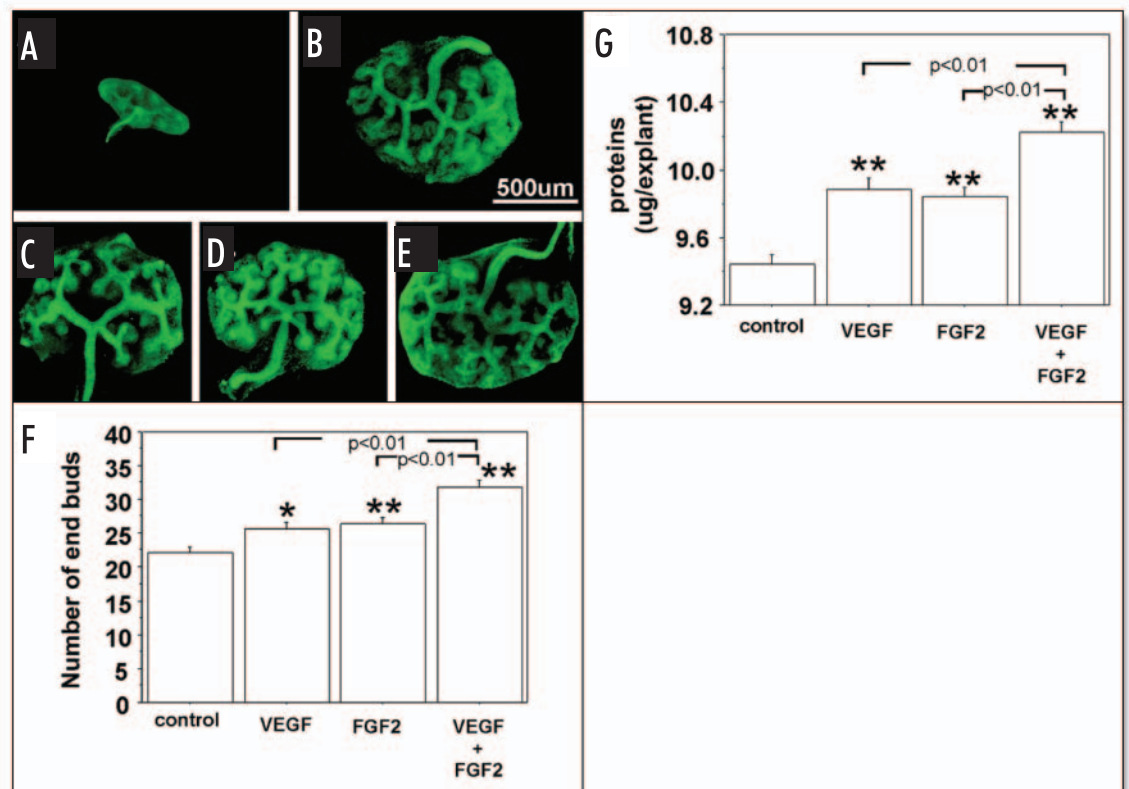 A
B
500um
C
D
E
F
Number of end buds
40
35
30
25
20
15
10
5
0
p<0.01
p<0.01
*
**
**
control
VEGF
FGF2
VEGF
+
FGF2
G
proteins
(ug/explant)
10.8
10.4
10.0
9.6
9.2
p<0.01
p<0.01
**
**
**
control
VEGF
FGF2
VEGF
+
FGF2